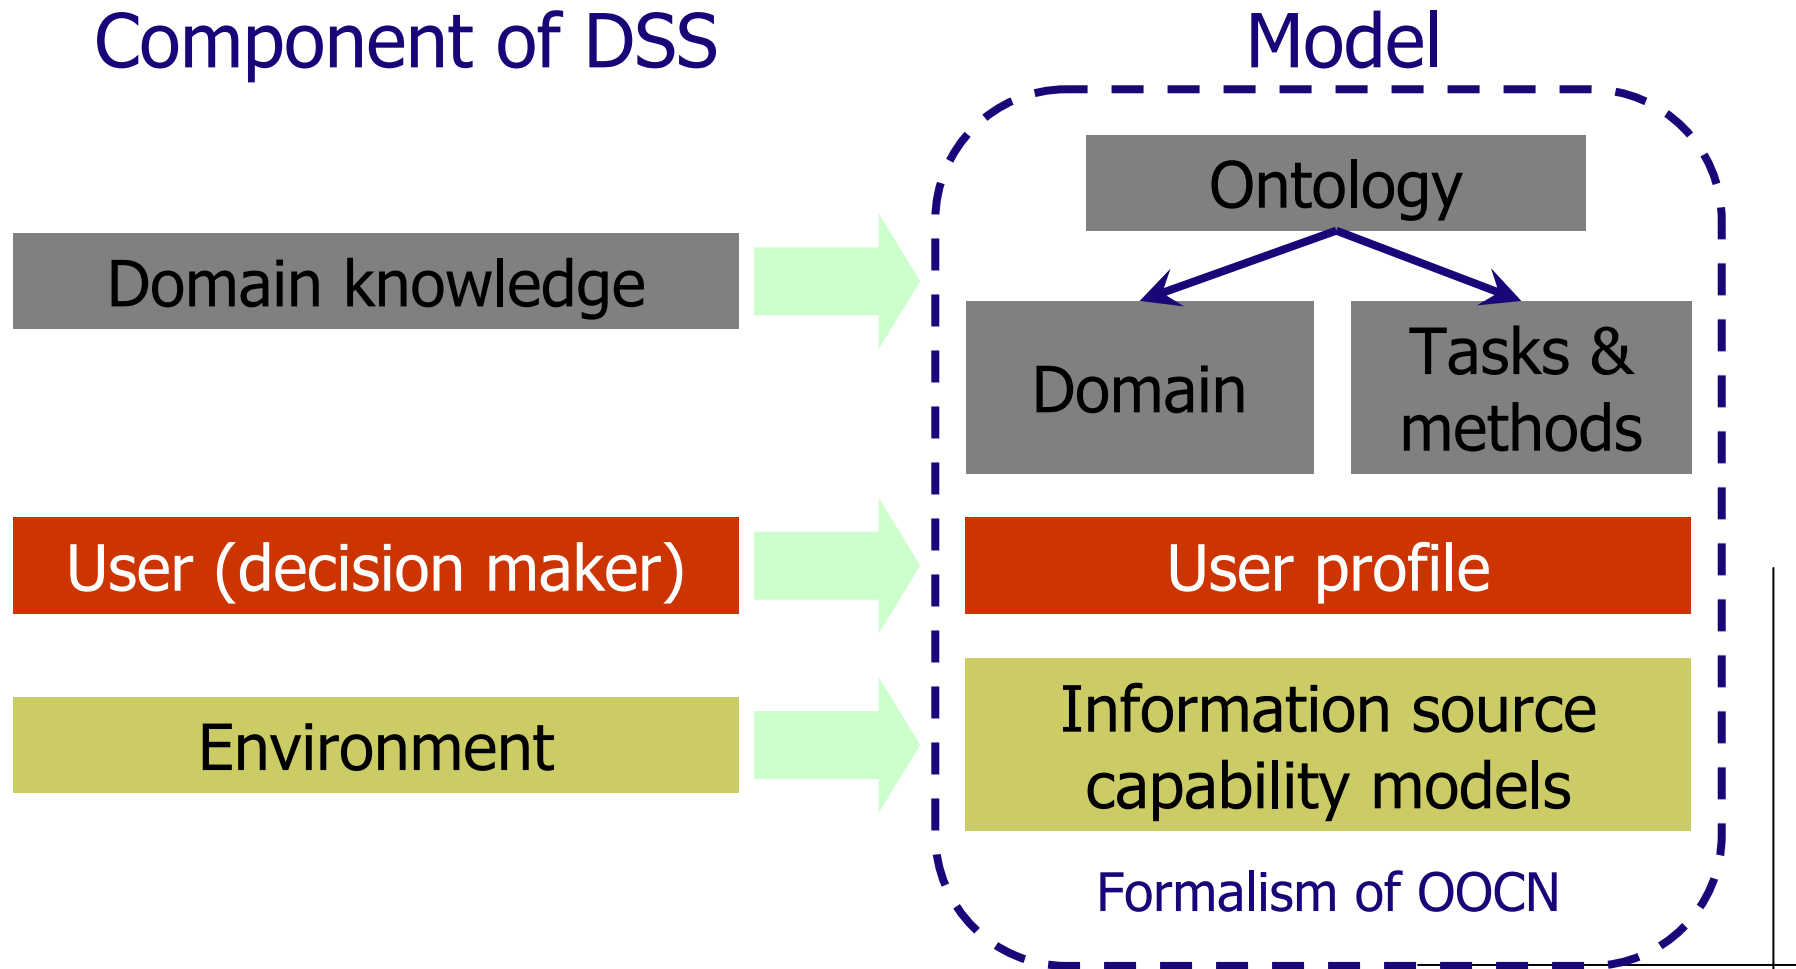 Component of DSS
Model
Ontology
Domain knowledge
Domain
Tasks &
methods
User (decision maker)
User profile
Environment
Information source
capability models
Formalism of OOCN